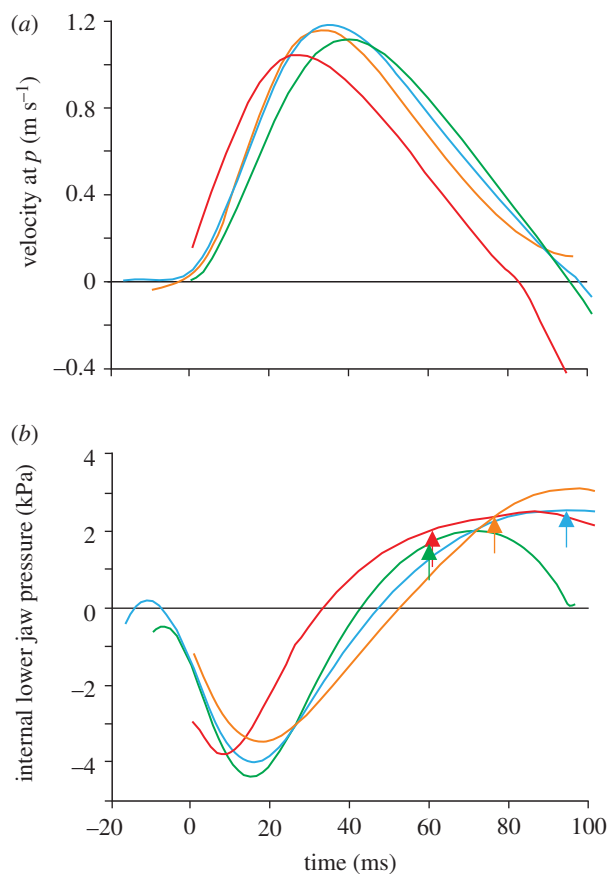 (a)
1.2
0.8
0.4
0
–0.4
velocity at p (m s⁻¹)
(b)
4
2
0
–2
–4
internal lower jaw pressure (kPa)
–20 0 20 40 60 80 100
time (ms)